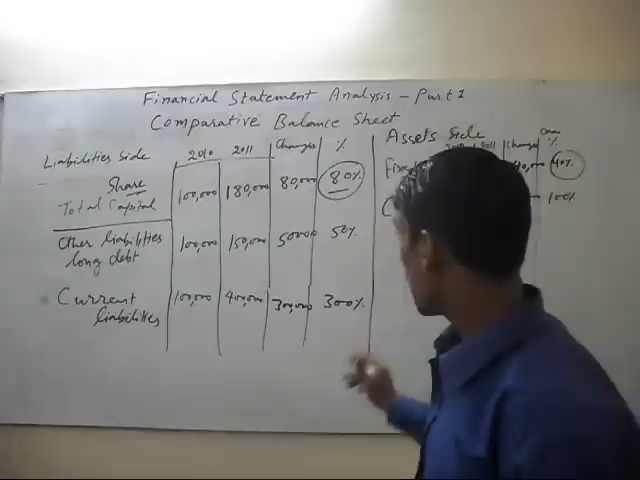 Financial Statement Analysis - Part 1
Comparative Balance Sheet
Liabilities side 2010 2011 Changes %
Share 100,000 180,000 80,000 80%
Total Capital
Other liabilities 100,000 150,000 50000 50%
long debt
Current 100,000 400,000 300,000 300%
liabilities
Assets side
2011 Changes %
40%
100%